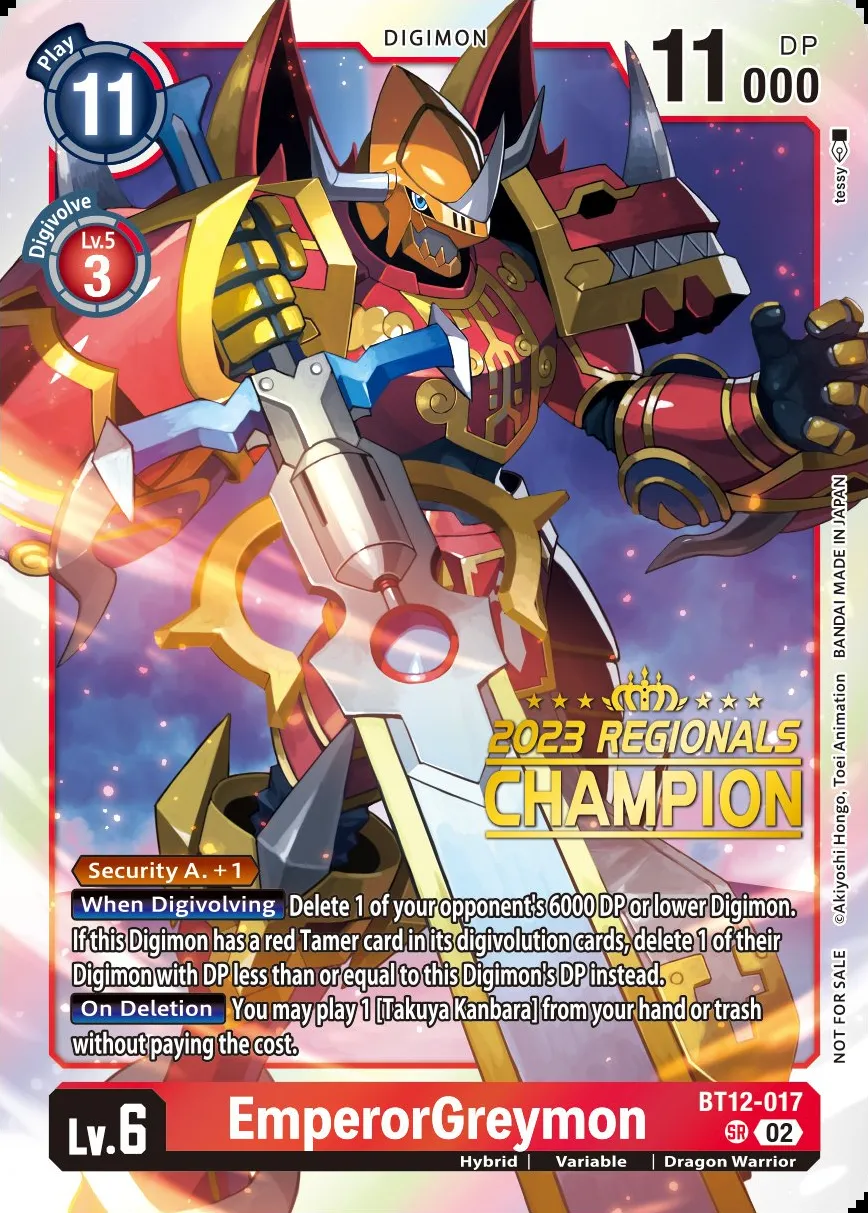 DIGIMON
Play
11
11000
DP
Digivolve
Lv.5
3
tessy
2023 REGIONALS
CHAMPION
Security A. +1
When Digivolving Delete 1 of your opponent's 6000 DP or lower Digimon.
If this Digimon has a red Tamer card in its digivolution cards, delete 1 of their
Digimon with DP less than or equal to this Digimon's DP instead.
On Deletion You may play 1 [Takuya Kanbara] from your hand or trash
without paying the cost.
NOT FOR SALE ©Akiyoshi Hongo, Toei Animation BANDAI MADE IN JAPAN
Lv.6
EmperorGreymon
BT12-017
SR 02
Hybrid | Variable | Dragon Warrior